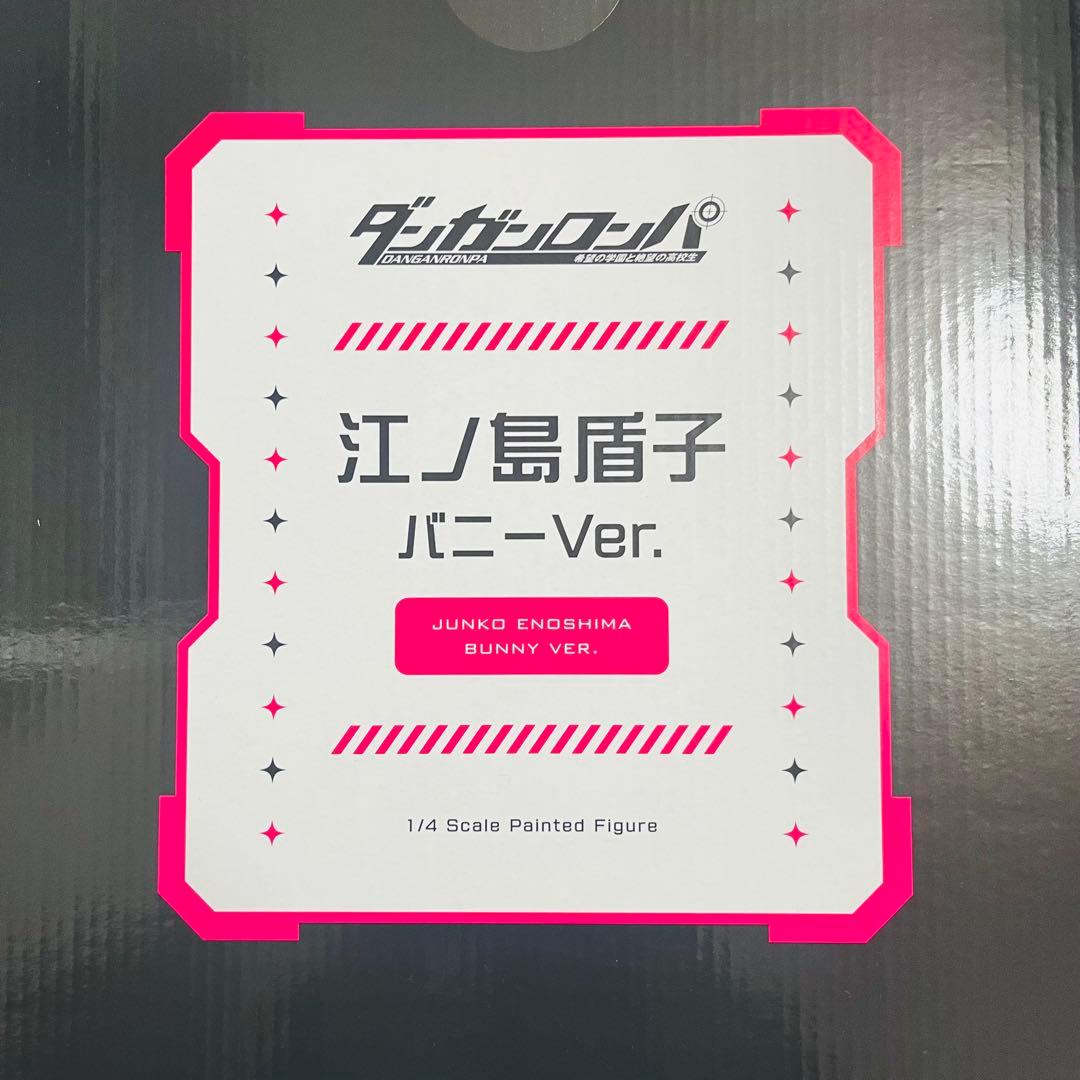 ダンガンロンパ
DANGANRONPA 希望の学園と絶望の高校生
江ノ島盾子
バニーVer.
JUNKO ENOSHIMA
BUNNY VER.
1/4 Scale Painted Figure